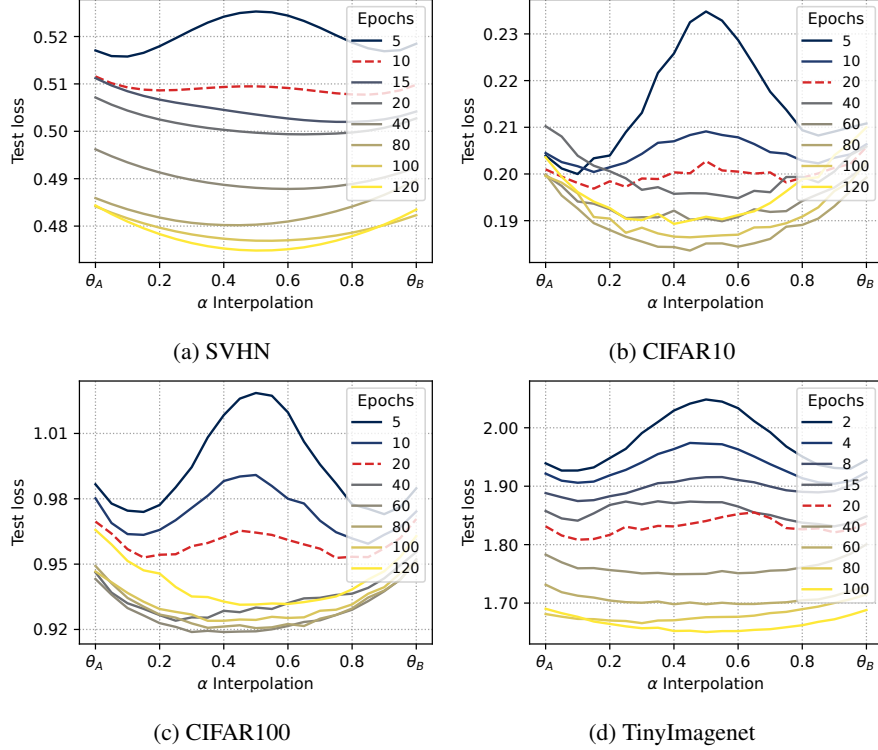 Epochs
5
10
15
20
40
80
100
120
0.52
0.51
0.50
0.49
0.48
Test loss
θA 0.2 0.4 0.6 0.8 θB
α Interpolation
(a) SVHN
Epochs
5
10
20
40
60
80
100
120
0.23
0.22
0.21
0.20
0.19
Test loss
θA 0.2 0.4 0.6 0.8 θB
α Interpolation
(b) CIFAR10
Epochs
5
10
20
40
60
80
100
120
1.01
0.98
0.95
0.92
Test loss
θA 0.2 0.4 0.6 0.8 θB
α Interpolation
(c) CIFAR100
Epochs
2
4
8
15
20
40
60
80
100
2.00
1.90
1.80
1.70
Test loss
θA 0.2 0.4 0.6 0.8 θB
α Interpolation
(d) TinyImagenet